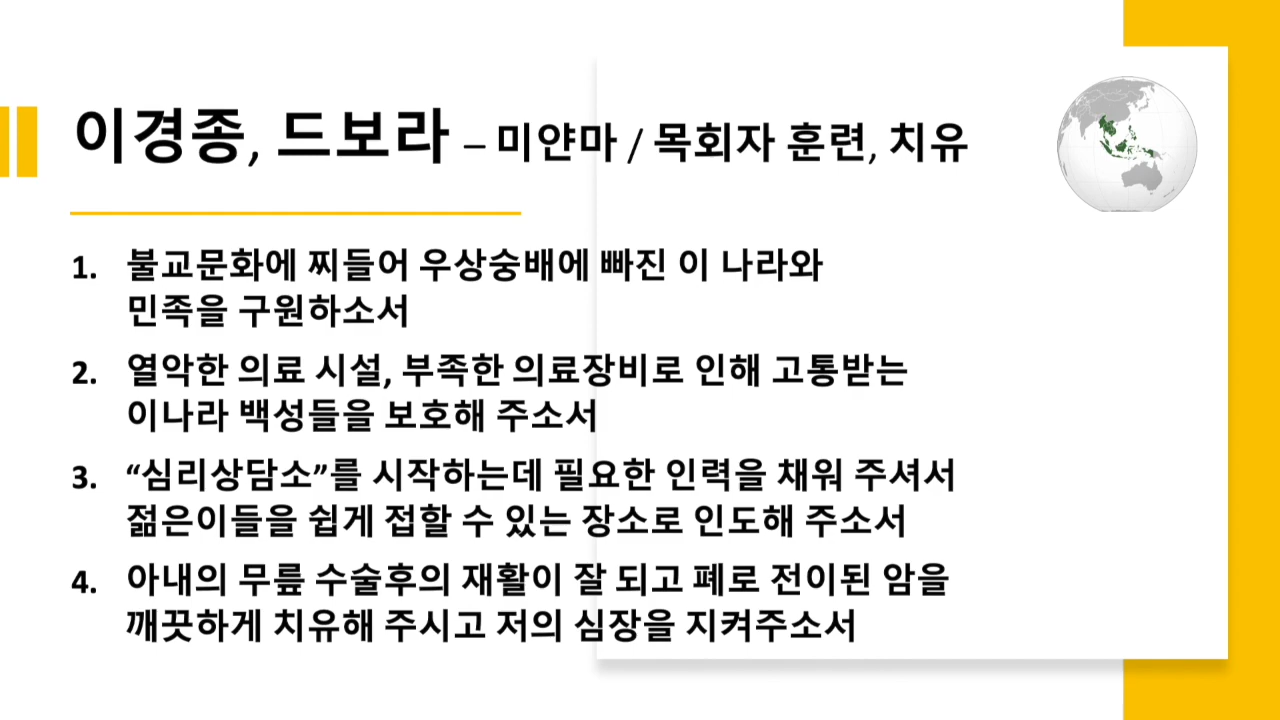 이경종, 드보라 – 미얀마 / 목회자 훈련, 치유
1. 불교문화에 찌들어 우상숭배에 빠진 이 나라와
민족을 구원하소서
2. 열악한 의료 시설, 부족한 의료장비로 인해 고통받는
이나라 백성들을 보호해 주소서
3. “심리상담소”를 시작하는데 필요한 인력을 채워 주셔서
젊은이들을 쉽게 접할 수 있는 장소로 인도해 주소서
4. 아내의 무릎 수술후의 재활이 잘 되고 폐로 전이된 암을
깨끗하게 치유해 주시고 저의 심장을 지켜주소서